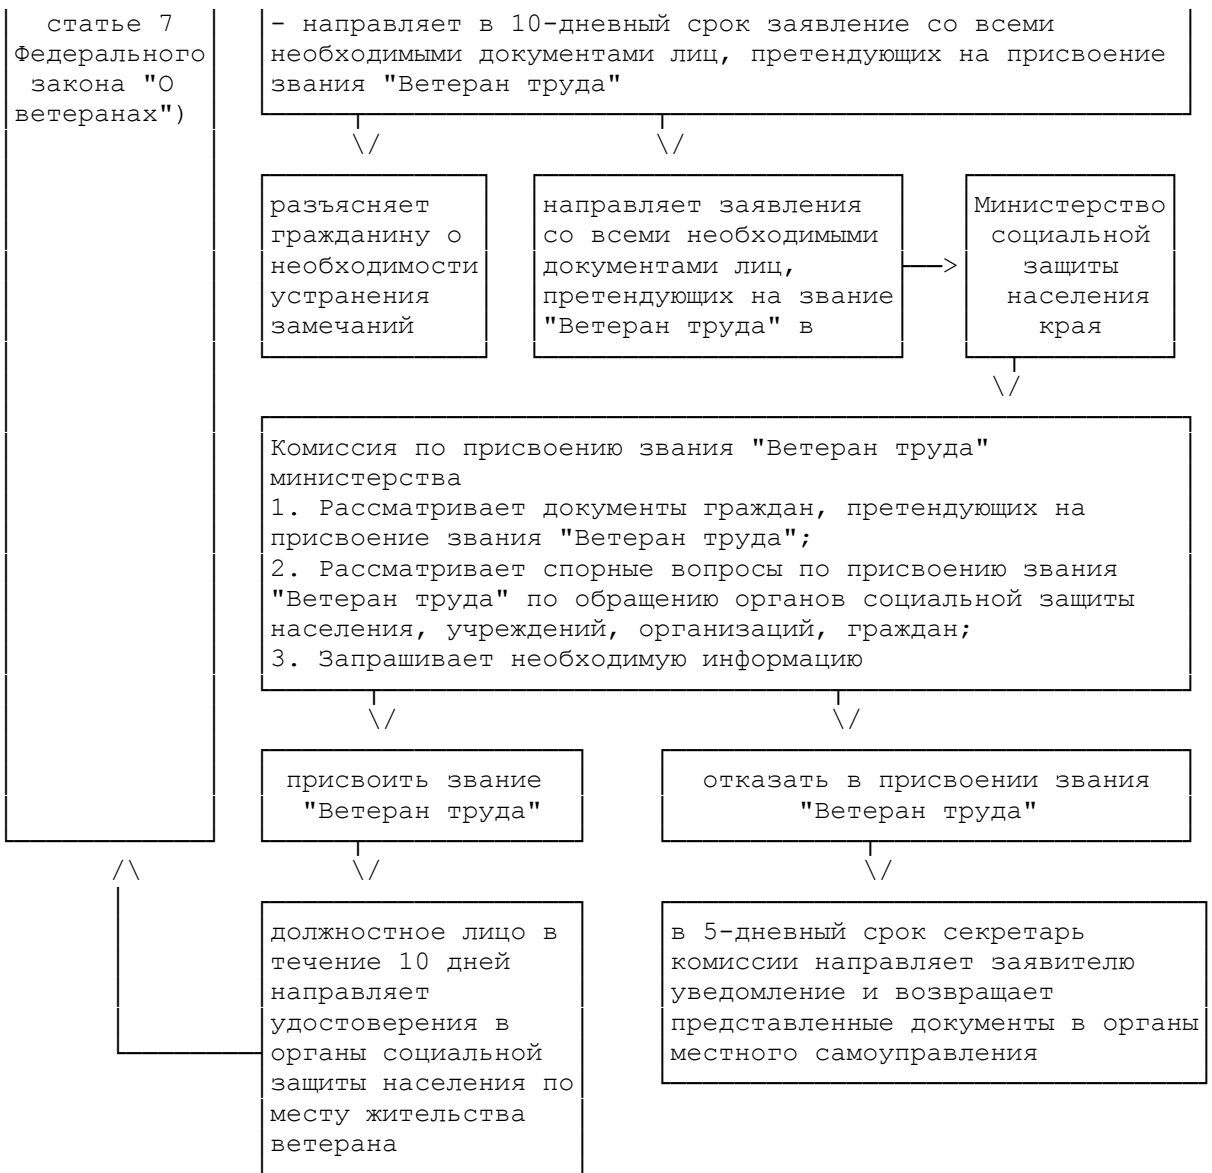 статье 7
Федерального
закона "О
ветеранах")
- направляет в 10-дневный срок заявление со всеми
необходимыми документами лиц, претендующих на присвоение
звания "Ветеран труда"
разъясняет
гражданину о
необходимости
устранения
замечаний
направляет заявления
со всеми необходимыми
документами лиц,
претендующих на звание
"Ветеран труда" в
Министерство
социальной
защиты
населения
края
Комиссия по присвоению звания "Ветеран труда"
министерства
1. Рассматривает документы граждан, претендующих на
присвоение звания "Ветеран труда";
2. Рассматривает спорные вопросы по присвоению звания
"Ветеран труда" по обращению органов социальной защиты
населения, учреждений, организаций, граждан;
3. Запрашивает необходимую информацию
присвоить звание
"Ветеран труда"
отказать в присвоении звания
"Ветеран труда"
должностное лицо в
течение 10 дней
направляет
удостоверения в
органы социальной
защиты населения по
месту жительства
ветерана
в 5-дневный срок секретарь
комиссии направляет заявителю
уведомление и возвращает
представленные документы в органы
местного самоуправления